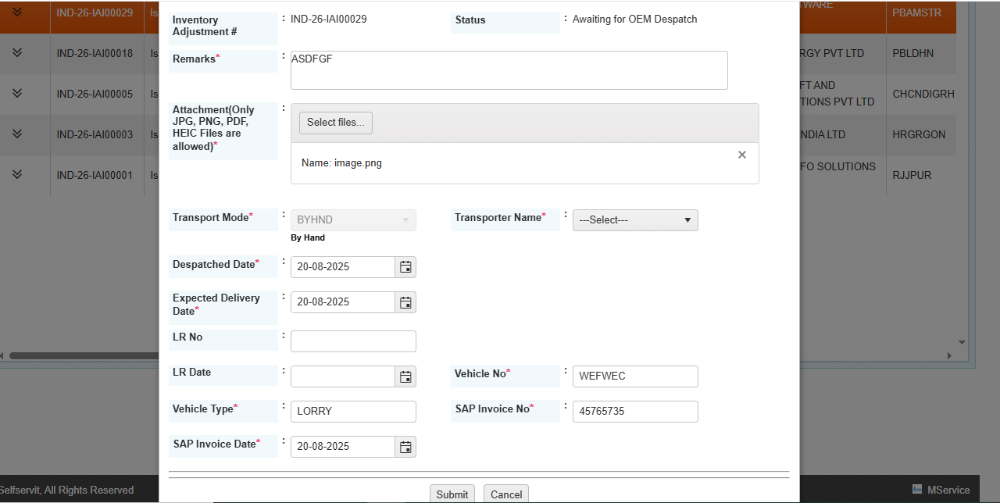 IND-26-IAI00029
Is
TWARE
PBAMSTR
IND-26-IAI00018
Is
RGY PVT LTD
PBLDHN
IND-26-IAI00005
Is
FT AND
TIONS PVT LTD
CHCNDIGRH
IND-26-IAI00003
Is
NDIA LTD
HRGRGON
IND-26-IAI00001
Is
FO SOLUTIONS
RJJPUR
Inventory
Adjustment #
: IND-26-IAI00029
Status : Awaiting for OEM Despatch
Remarks* : ASDFGF
Attachment(Only
JPG, PNG, PDF,
HEIC Files are
allowed)*
:
Select files...
Name: image.png
Transport Mode* : BYHND
By Hand
Transporter Name* : ---Select---
Despatched Date* : 20-08-2025
Expected Delivery
Date*
: 20-08-2025
LR No :
LR Date :
Vehicle No* : WEFWEC
Vehicle Type* : LORRY
SAP Invoice No* : 45765735
SAP Invoice Date* : 20-08-2025
Submit
Cancel
Selfservit, All Rights Reserved
MService